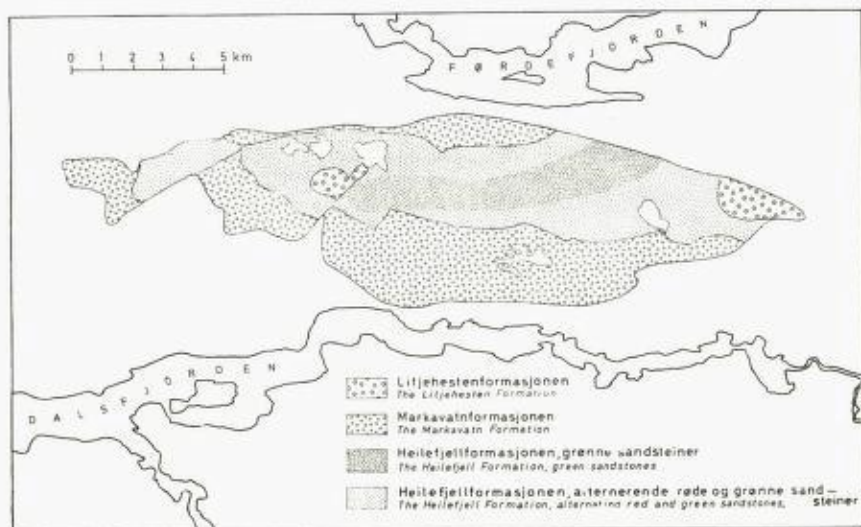 0 1 2 3 4 5 km
FØRDEFJORDEN
DALSFJÖRDEN
Litjehestenformasjonen
The Litjehesten Formation
Markavatnformasjonen
The Markavatn Formation
Heilefjellformasjonen, grønne sandsteiner
The Heilefjell Formation, green sandstones
Heilefjellformasjonen, alternerende røde og grønne sand-
steiner
The Heilefjell Formation, alternating red and green sandstones,